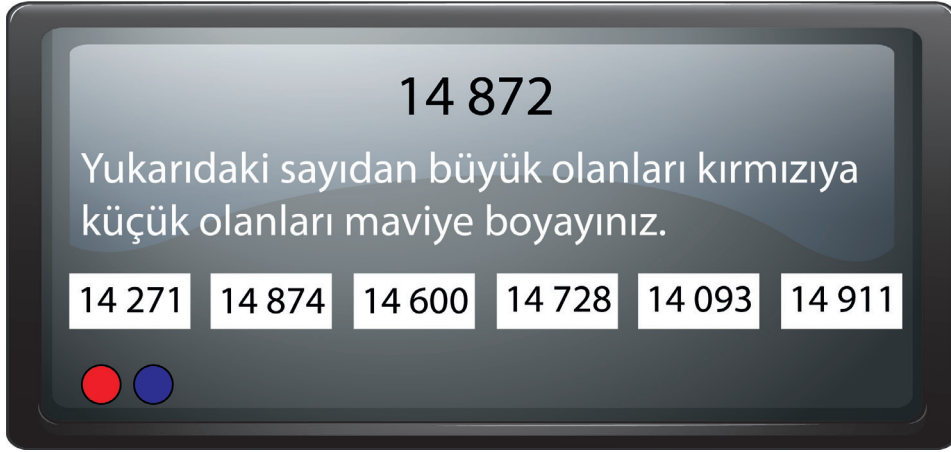 14 872
Yukarıdaki sayıdan büyük olanları kırmızıya
küçük olanları maviye boyayınız.
14 271 14 874 14 600 14 728 14 093 14 911